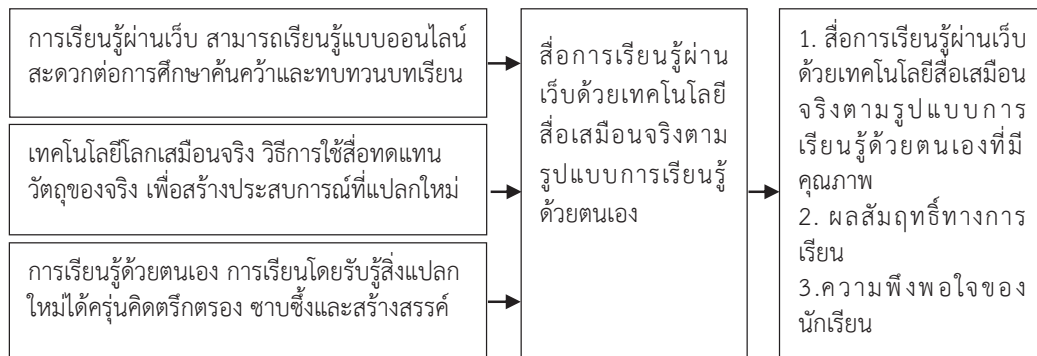 การเรียนรู้ผ่านเว็บ สามารถเรียนรู้แบบออนไลน์
สะดวกต่อการศึกษาค้นคว้าและทบทวนบทเรียน
เทคโนโลยีโลกเสมือนจริง วิธีการใช้สื่อทดแทน
วัตถุของจริง เพื่อสร้างประสบการณ์ที่แปลกใหม่
การเรียนรู้ด้วยตนเอง การเรียนโดยรับรู้สิ่งแปลก
ใหม่ได้ครุ่นคิดตรึกตรอง ซาบซึ้งและสร้างสรรค์
สื่อการเรียนรู้ผ่าน
เว็บด้วยเทคโนโลยี
สื่อเสมือนจริงตาม
รูปแบบการเรียนรู้
ด้วยตนเอง
1. สื่อการเรียนรู้ผ่านเว็บ
ด้วยเทคโนโลยีสื่อเสมือน
จริงตามรูปแบบการ
เรียนรู้ด้วยตนเองที่มี
คุณภาพ
2. ผลสัมฤทธิ์ทางการ
เรียน
3.ความพึงพอใจของ
นักเรียน